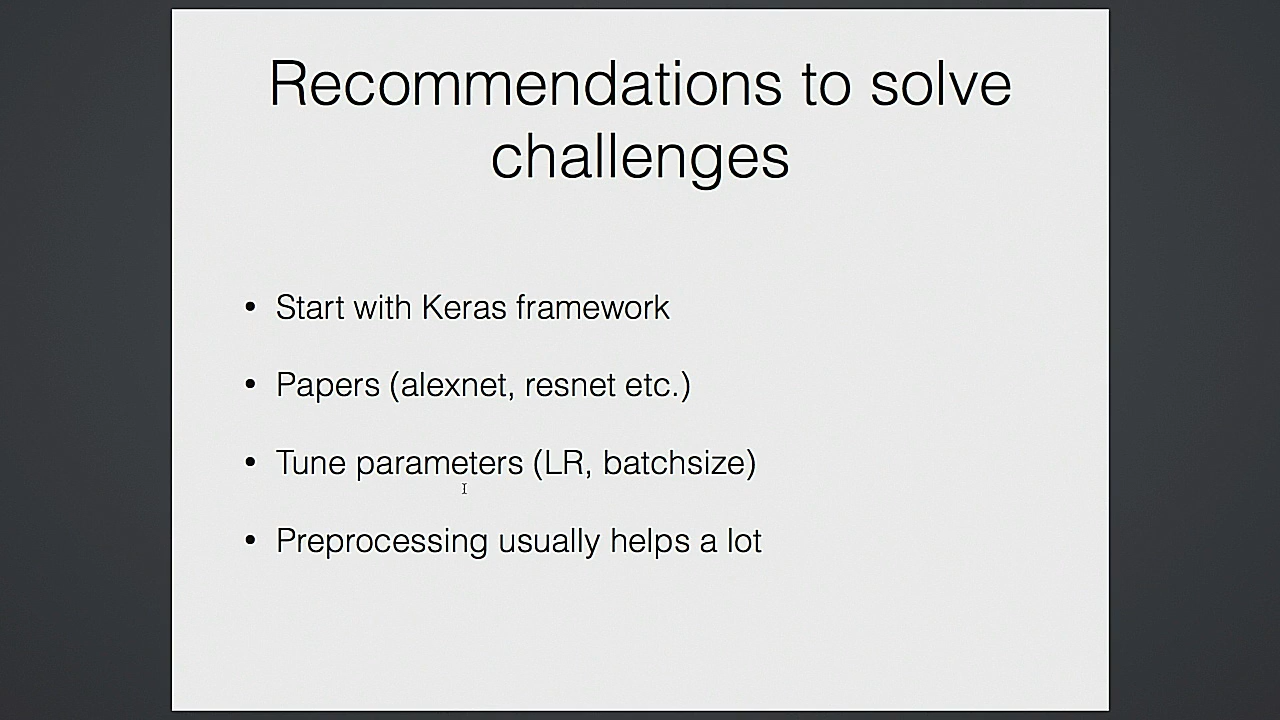 Recommendations to solve
challenges
• Start with Keras framework
• Papers (alexnet, resnet etc.)
• Tune parameters (LR, batchsize)
• Preprocessing usually helps a lot